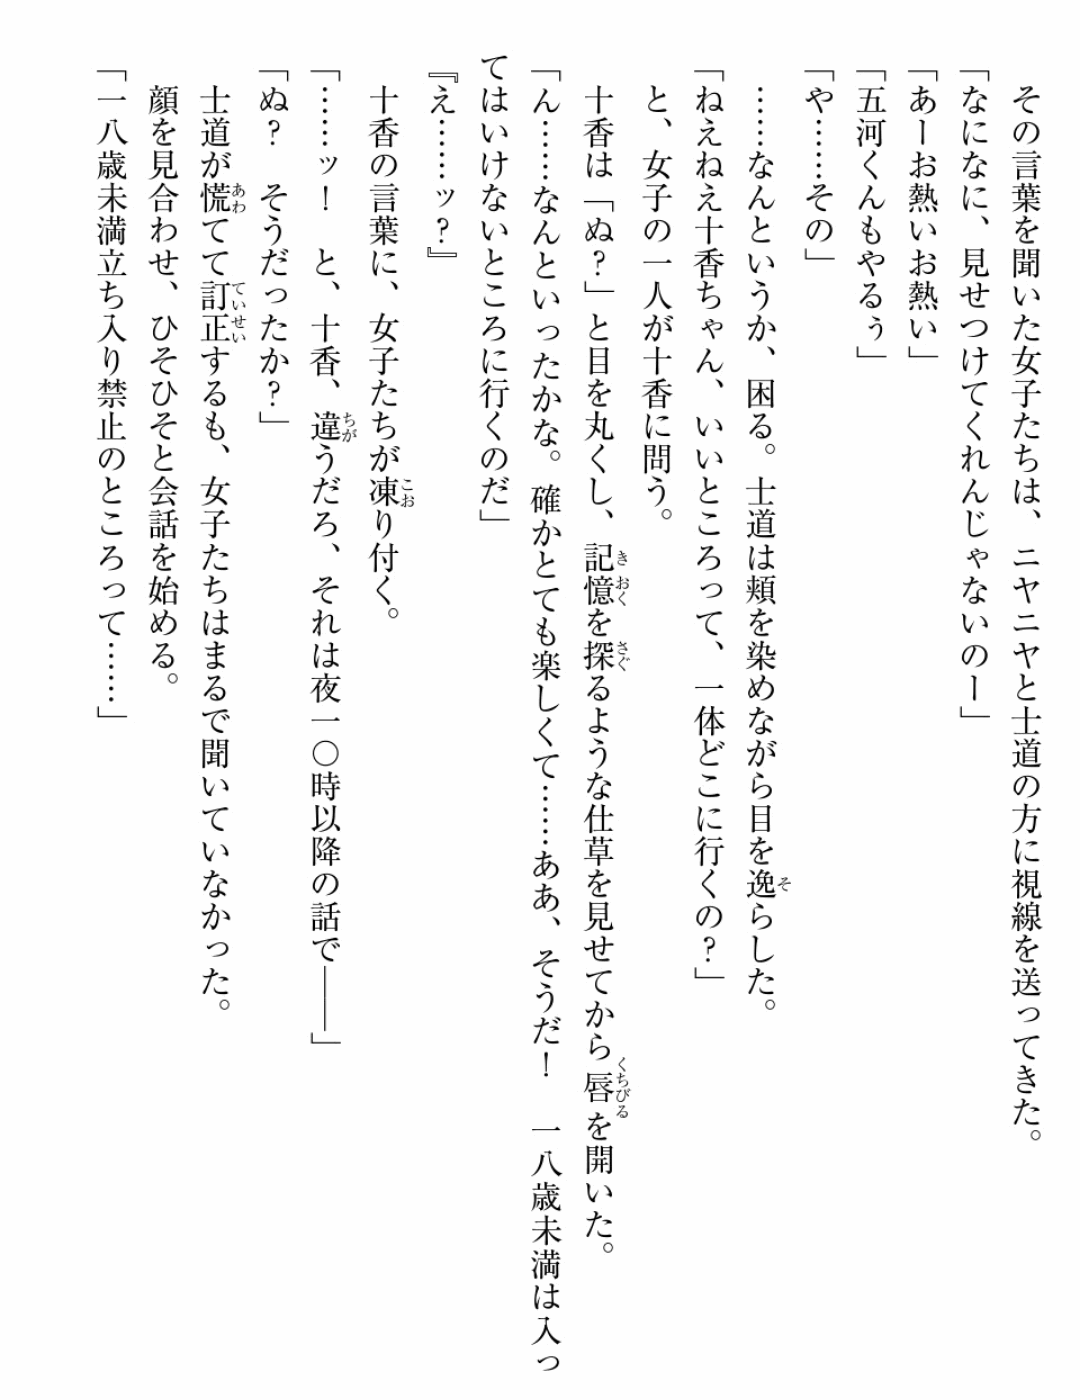 その言葉を聞いた女子たちは、ニヤニヤと士道の方に視線を送ってきた。
「なになに、見せつけてくれんじゃないのー」
「あーお熱いお熱い」
「五河くんもやるぅ」
「や……その」
……なんというか、困る。士道は頬を染めながら目を逸らした。
「ねえねえ十香ちゃん、いいところって、一体どこに行くの？」
と、女子の一人が十香に問う。
十香は「ぬ？」と目を丸くし、記憶を探るような仕草を見せてから唇を開いた。
「ん……なんといったかな。確かとても楽しくて……ああ、そうだ！　一八歳未満は入っ
てはいけないところに行くのだ」
『え……ッ？』
十香の言葉に、女子たちが凍り付く。
「……ッ！　と、十香、違うだろ、それは夜一〇時以降の話で――」
「ぬ？　そうだったか？」
士道が慌てて訂正するも、女子たちはまるで聞いていなかった。
顔を見合わせ、ひそひそと会話を始める。
「一八歳未満立ち入り禁止のところって……」